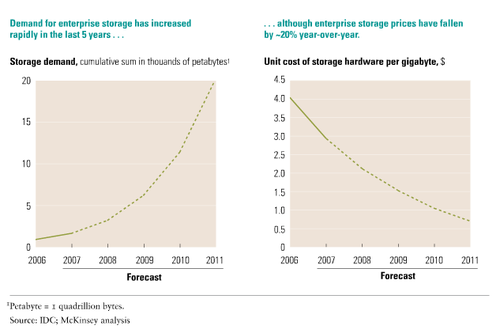 Demand for enterprise storage has increased
rapidly in the last 5 years . . .
. . . although enterprise storage prices have fallen
by ~20% year-over-year.
Storage demand, cumulative sum in thousands of petabytes¹
Unit cost of storage hardware per gigabyte, $
20
15
10
5
0
2006 2007 2008 2009 2010 2011
Forecast
4.5
4.0
3.5
3.0
2.5
2.0
1.5
1.0
0.5
0
2006 2007 2008 2009 2010 2011
Forecast
¹Petabyte = 1 quadrillion bytes.
Source: IDC; McKinsey analysis